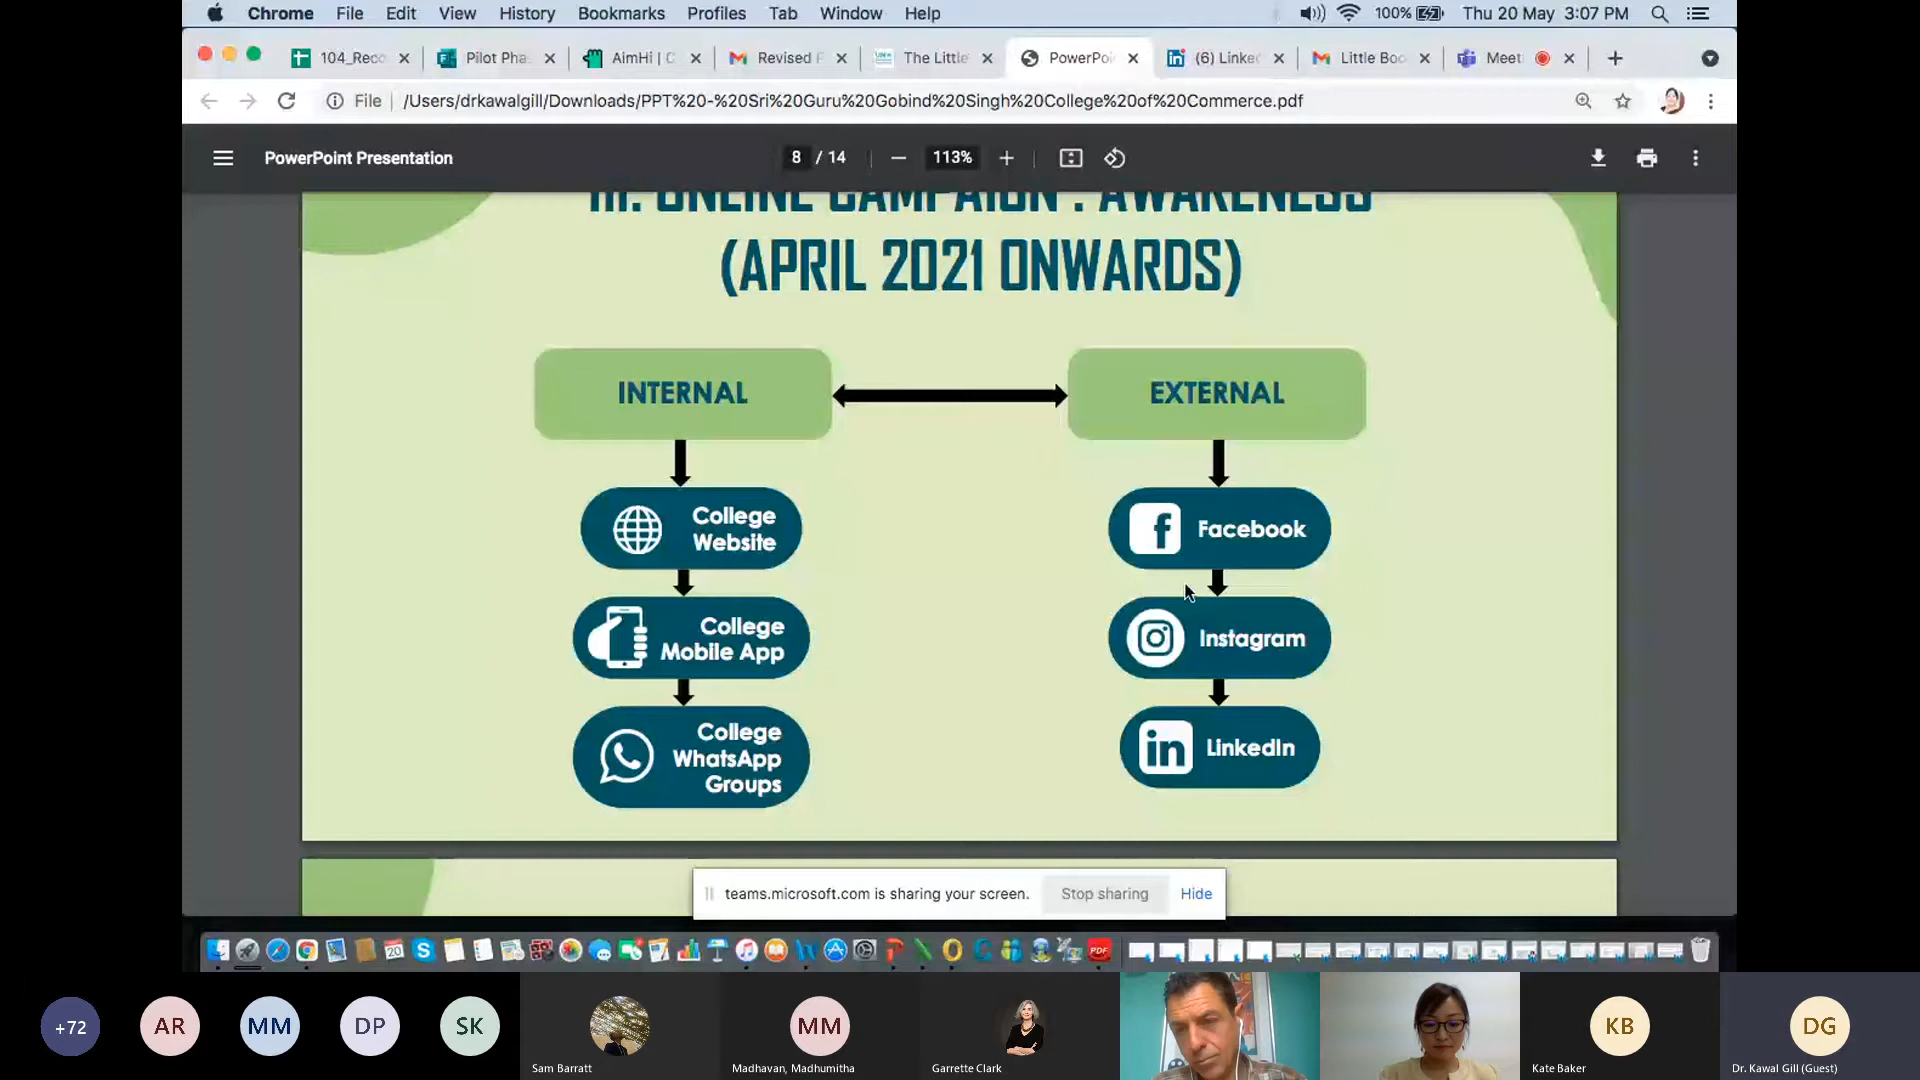 Chrome File Edit View History Bookmarks Profiles Tab Window Help 100% Thu 20 May 3:07 PM
104_Reco Pilot Pha AimHi | C Revised F The Little PowerPoi (6) Linke Little Boo Meet
File /Users/drkawalgill/Downloads/PPT%20-%20Sri%20Guru%20Gobind%20Singh%20College%20of%20Commerce.pdf
PowerPoint Presentation 8 / 14 113%
III. ONLINE CAMPAIGN : AWARENESS
(APRIL 2021 ONWARDS)
INTERNAL
EXTERNAL
College
Website
College
Mobile App
College
WhatsApp
Groups
Facebook
Instagram
LinkedIn
teams.microsoft.com is sharing your screen. Stop sharing Hide
+72 AR MM DP SK MM KB DG
Sam Barratt Madhavan, Madhumitha Garrette Clark Kate Baker Dr. Kawal Gill (Guest)